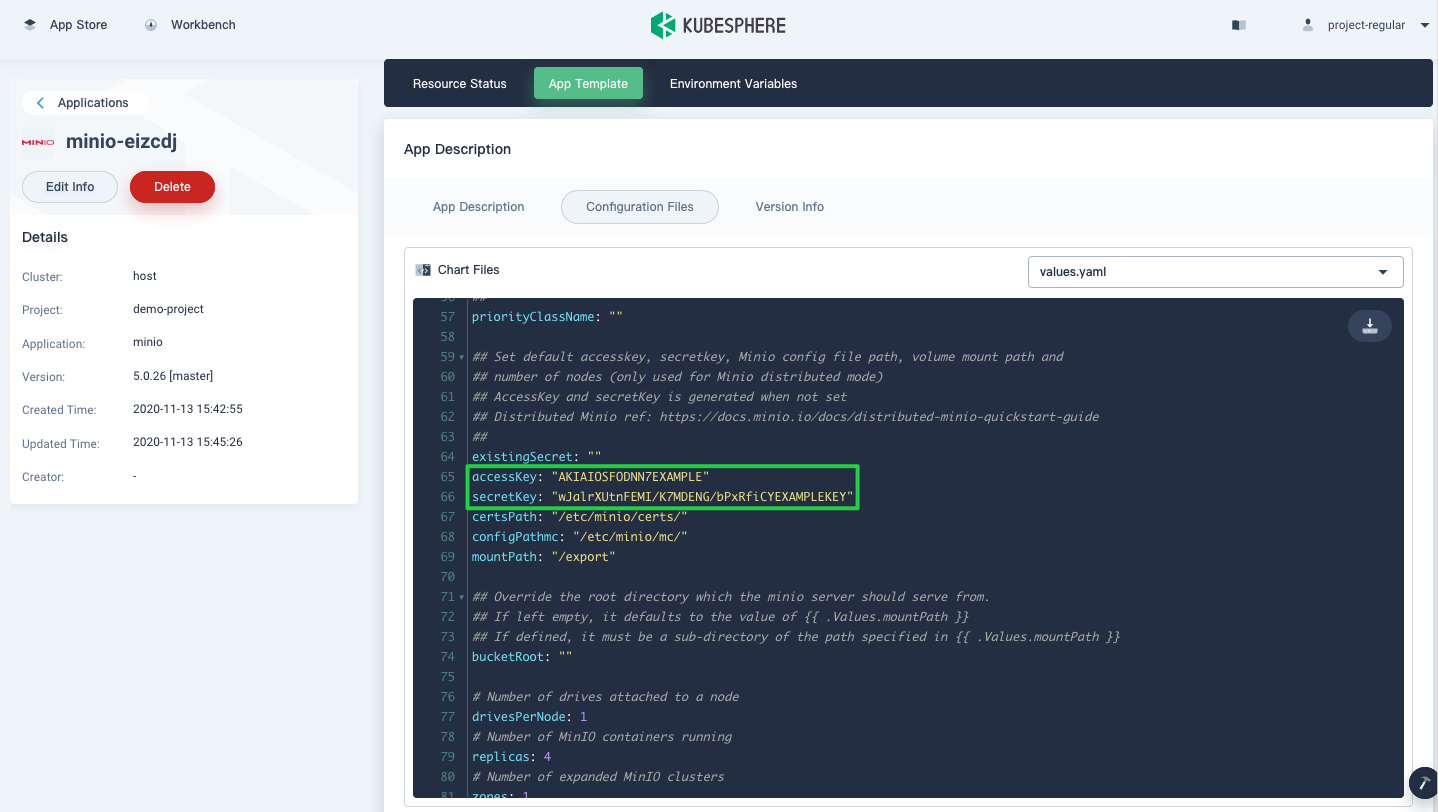 App Store
Workbench
KUBESPHERE
project-regular
Applications
MINIO
minio-eizcdj
Edit Info
Delete
Details
Cluster: host
Project: demo-project
Application: minio
Version: 5.0.26 [master]
Created Time: 2020-11-13 15:42:55
Updated Time: 2020-11-13 15:45:26
Creator: -
Resource Status
App Template
Environment Variables
App Description
App Description
Configuration Files
Version Info
Chart Files
values.yaml
56 ##
57 priorityClassName: ""
58
59 ## Set default accesskey, secretkey, Minio config file path, volume mount path and
60 ## number of nodes (only used for Minio distributed mode)
61 ## AccessKey and secretKey is generated when not set
62 ## Distributed Minio ref: https://docs.minio.io/docs/distributed-minio-quickstart-guide
63 ##
64 existingSecret: ""
65 accessKey: "AKIAIOSFODNN7EXAMPLE"
66 secretKey: "wJalrXUtnFEMI/K7MDENG/bPxRfiCYEXAMPLEKEY"
67 certsPath: "/etc/minio/certs/"
68 configPathmc: "/etc/minio/mc/"
69 mountPath: "/export"
70
71 ## Override the root directory which the minio server should serve from.
72 ## If left empty, it defaults to the value of {{ .Values.mountPath }}
73 ## If defined, it must be a sub-directory of the path specified in {{ .Values.mountPath }}
74 bucketRoot: ""
75
76 # Number of drives attached to a node
77 drivesPerNode: 1
78 # Number of MinIO containers running
79 replicas: 4
80 # Number of expanded MinIO clusters
81 zones: 1